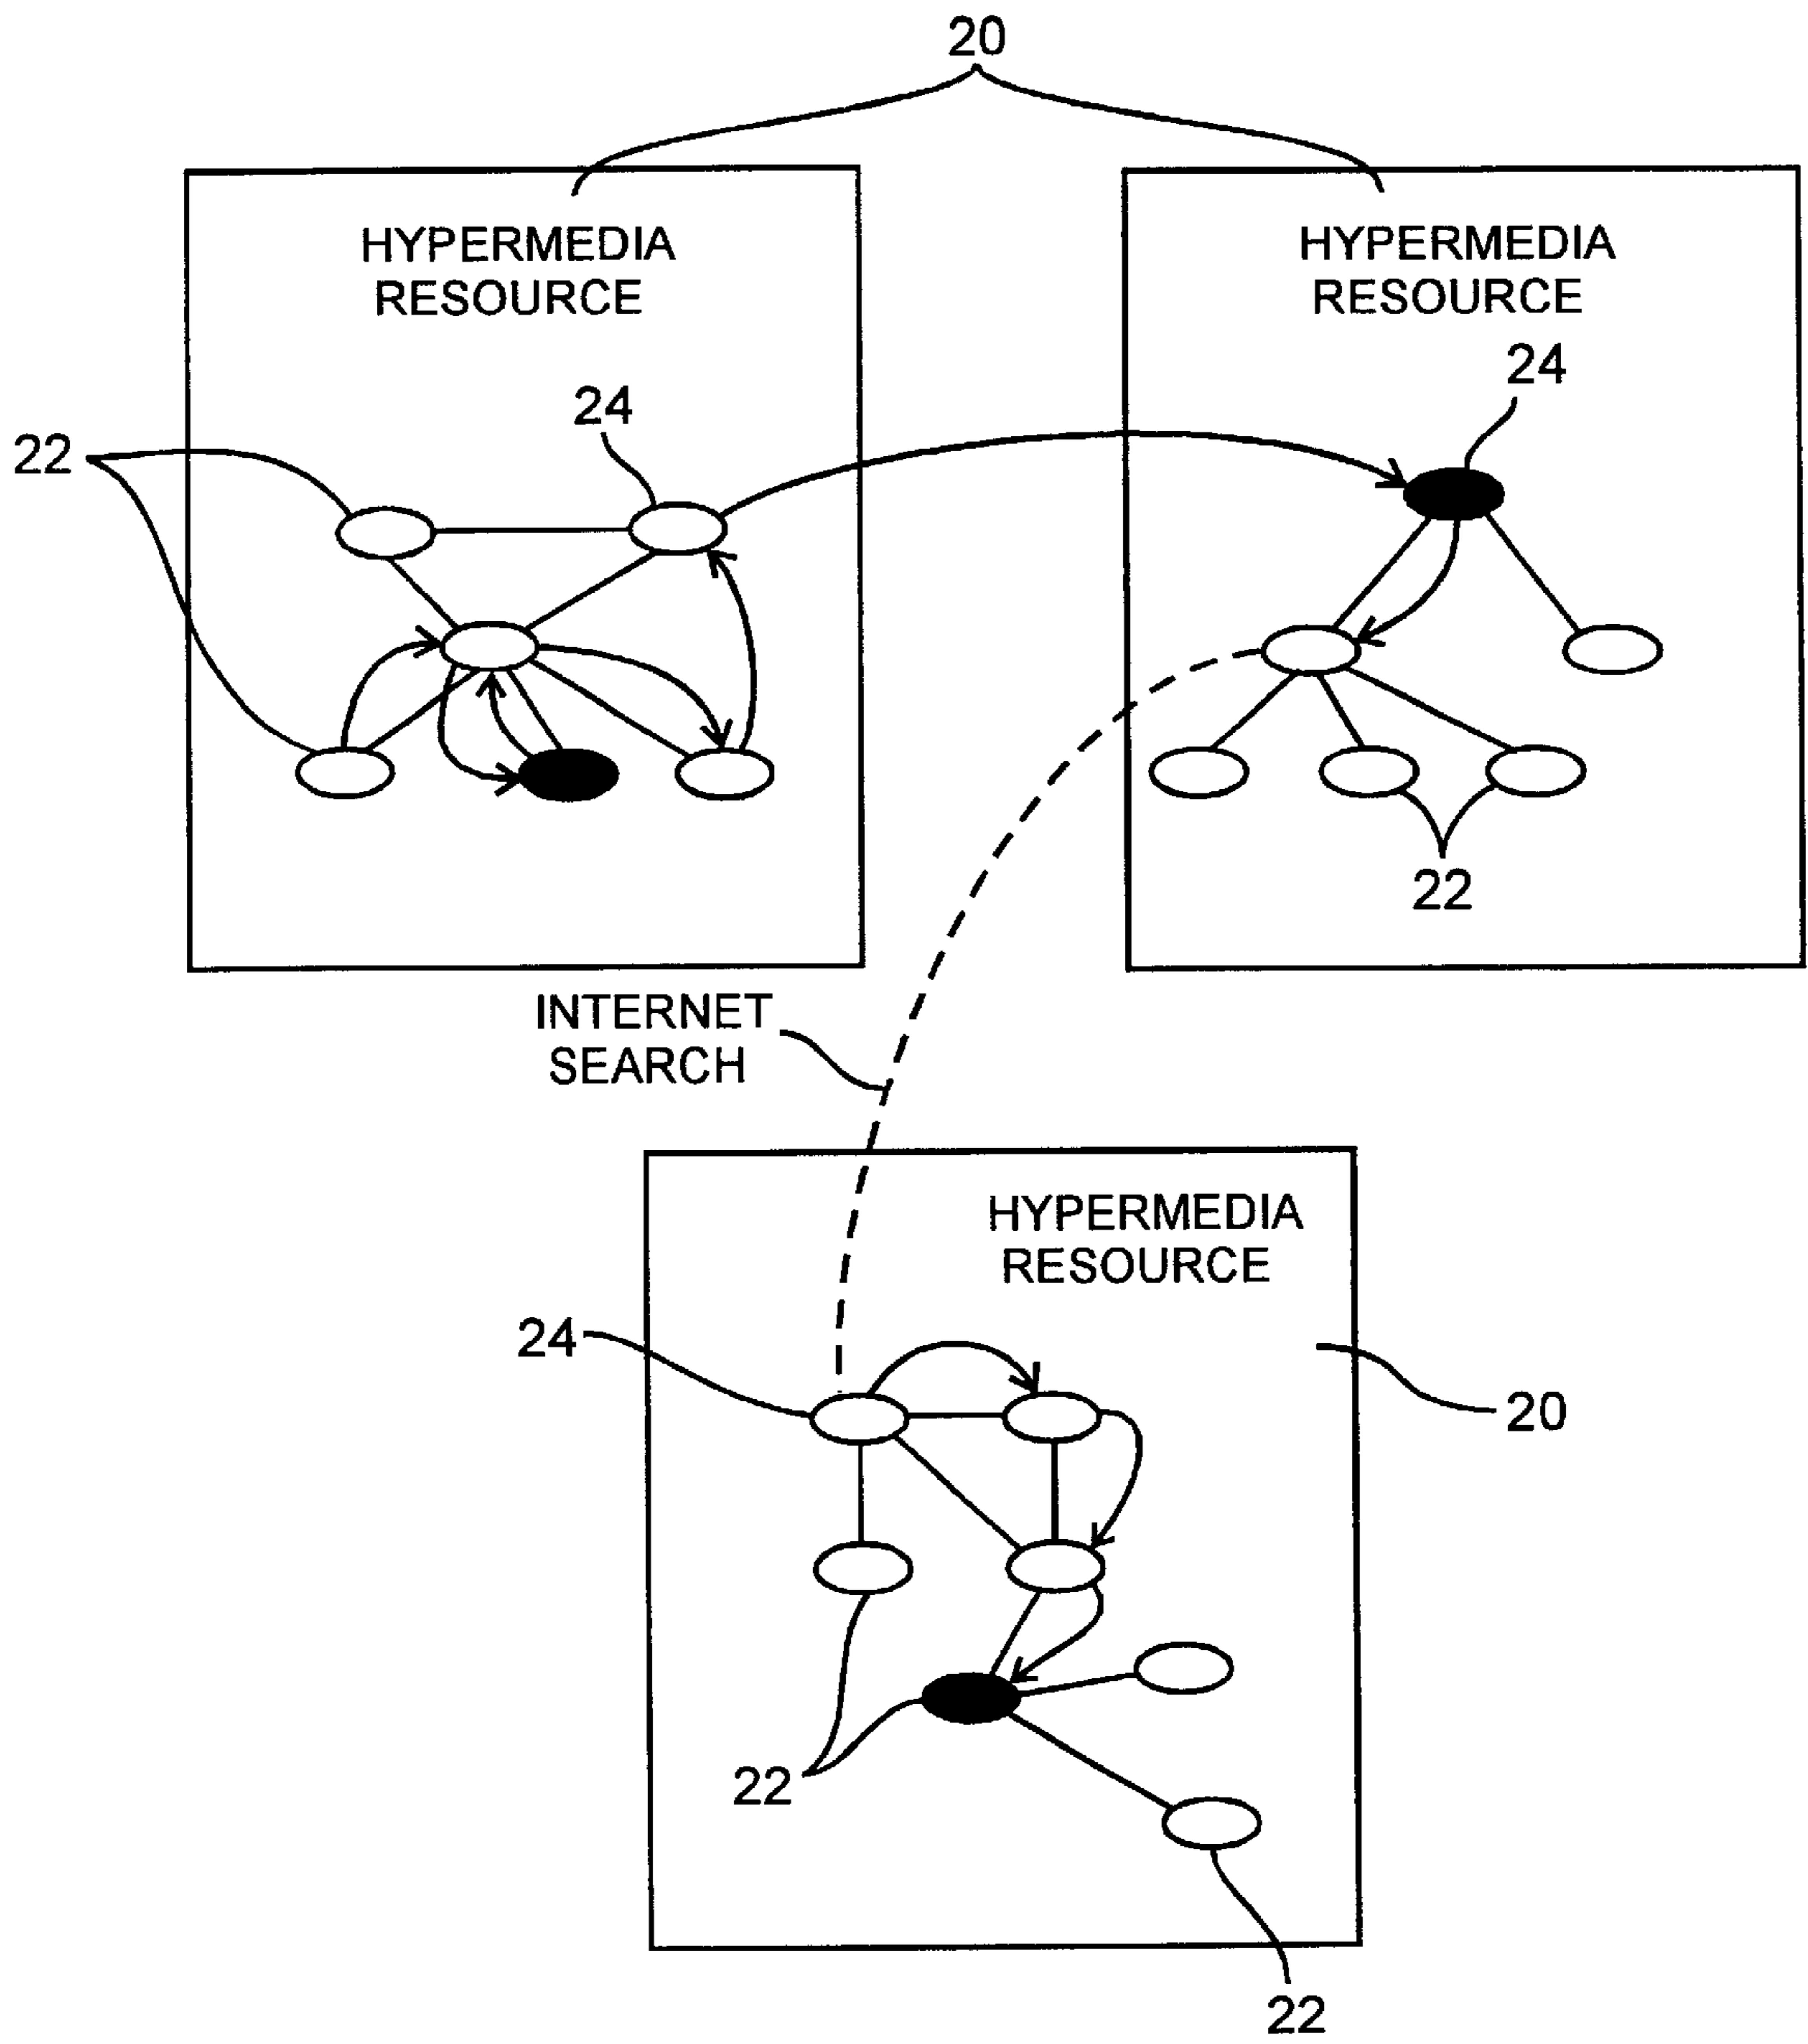 20
HYPERMEDIA
RESOURCE
HYPERMEDIA
RESOURCE
24
24
22
22
INTERNET
SEARCH
HYPERMEDIA
RESOURCE
24
20
22
22